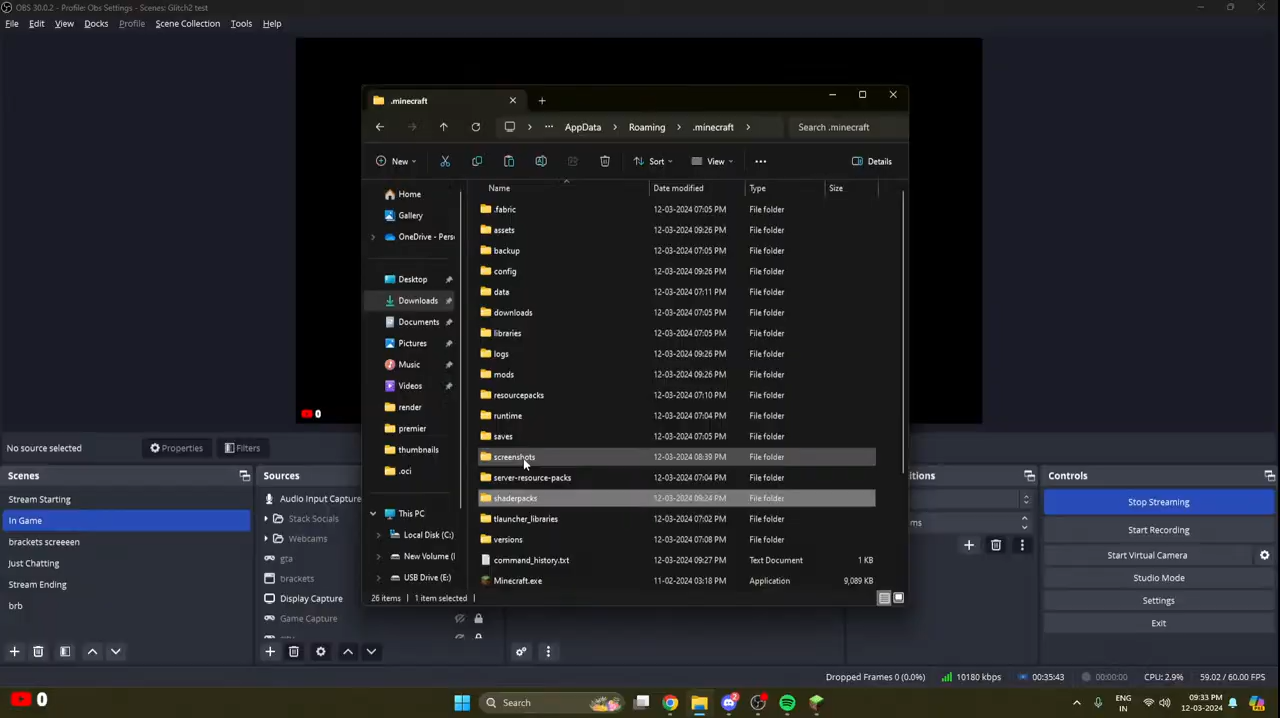 OBS 30.0.2 - Profiler Obs Settings - Scenes: Glitch2 test
File Edit View Docks Profile Scene Collection Tools Help
.minecraft
AppData > Roaming > .minecraft >
Search .minecraft
New
Sort
View
Details
Name Date modified Type Size
Home
Gallery
OneDrive - Pers
Desktop
Downloads
Documents
Pictures
Music
Videos
render
premier
thumbnails
.oci
This PC
Local Disk (C:)
New Volume (
USB Drive (E:)
.fabric 12-03-2024 07:05 PM File folder
assets 12-03-2024 09:26 PM File folder
backup 12-03-2024 07:05 PM File folder
config 12-03-2024 09:26 PM File folder
data 12-03-2024 07:11 PM File folder
downloads 12-03-2024 07:05 PM File folder
libraries 12-03-2024 07:05 PM File folder
logs 12-03-2024 09:26 PM File folder
mods 12-03-2024 09:26 PM File folder
resourcepacks 12-03-2024 07:10 PM File folder
runtime 12-03-2024 07:04 PM File folder
saves 12-03-2024 07:05 PM File folder
screenshots 12-03-2024 08:39 PM File folder
server-resource-packs 12-03-2024 07:04 PM File folder
shaderpacks 12-03-2024 09:24 PM File folder
tlauncher_libraries 12-03-2024 07:02 PM File folder
versions 12-03-2024 07:08 PM File folder
command_history.txt 12-03-2024 09:27 PM Text Document 1 KB
Minecraft.exe 11-02-2024 03:18 PM Application 9,089 KB
26 items 1 item selected
0
No source selected
Properties
Filters
Scenes
Stream Starting
In Game
brackets screeen
Just Chatting
Stream Ending
brb
Sources
Audio Input Capture
Stack Socials
Webcams
gta
brackets
Display Capture
Game Capture
itions
ms
Controls
Stop Streaming
Start Recording
Start Virtual Camera
Studio Mode
Settings
Exit
Dropped Frames 0 (0.0%) 10180 kbps 00:35:43 00:00:00 CPU: 2.9% 59.02 / 60.00 FPS
0
Search
2
ENG
IN
09:33 PM
12-03-2024